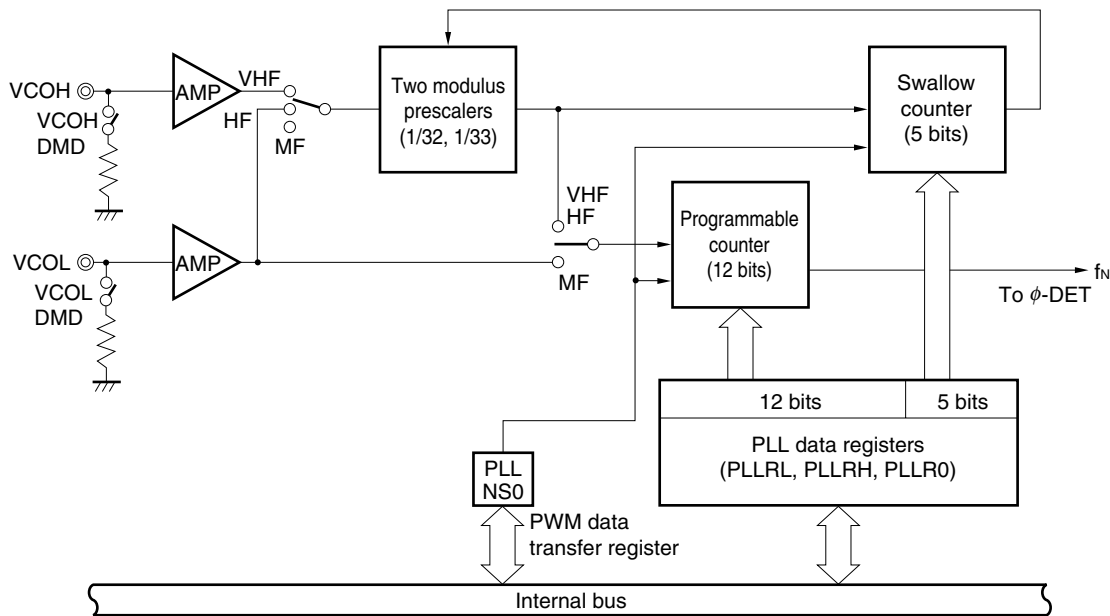 VCOH
AMP
VHF
HF
MF
VCOH
DMD
Two modulus
prescalers
(1/32, 1/33)
Swallow
counter
(5 bits)
VCOL
AMP
VCOL
DMD
VHF
HF
MF
Programmable
counter
(12 bits)
fN
To ϕ-DET
12 bits
5 bits
PLL data registers
(PLLRL, PLLRH, PLLR0)
PLL
NS0
PWM data
transfer register
Internal bus